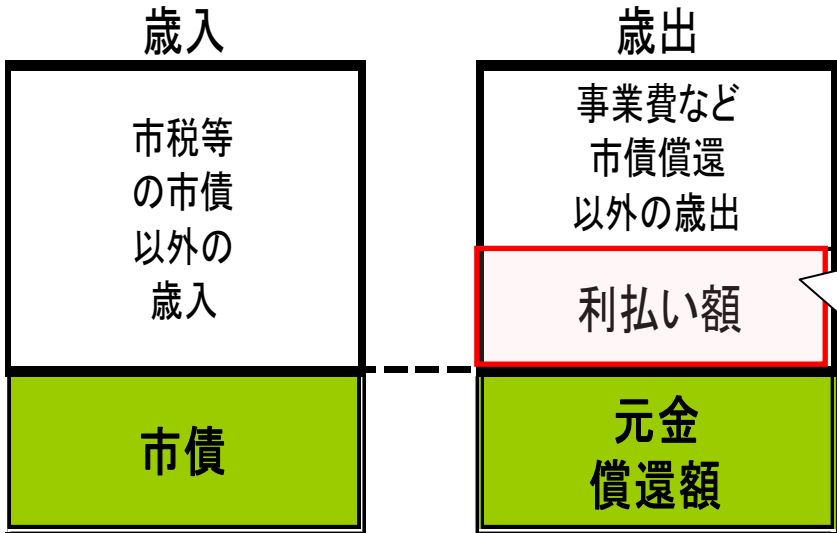 歳入
市税等
の市債
以外の
歳入
市債
歳出
事業費など
市債償還
以外の歳出
利払い額
元金
償還額